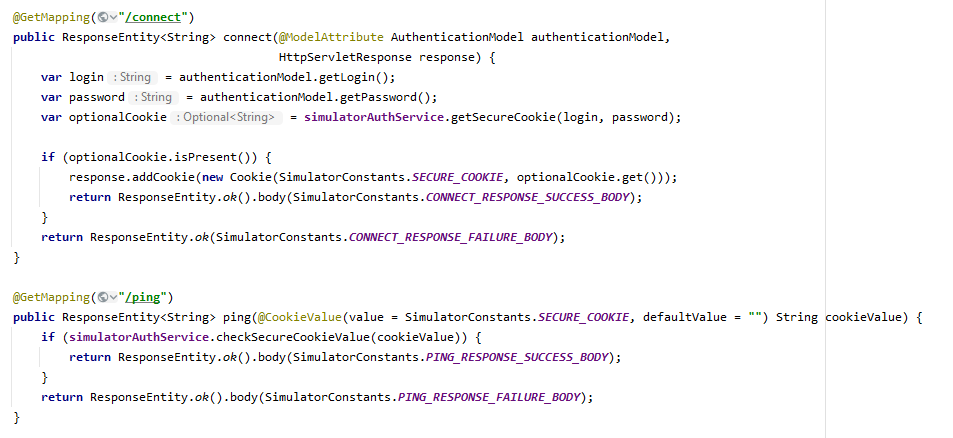 @GetMapping("/connect")
public ResponseEntity<String> connect(@ModelAttribute AuthenticationModel authenticationModel,
                                      HttpServletResponse response) {
    var login : String = authenticationModel.getLogin();
    var password : String = authenticationModel.getPassword();
    var optionalCookie : Optional<String> = simulatorAuthService.getSecureCookie(login, password);

    if (optionalCookie.isPresent()) {
        response.addCookie(new Cookie(SimulatorConstants.SECURE_COOKIE, optionalCookie.get()));
        return ResponseEntity.ok().body(SimulatorConstants.CONNECT_RESPONSE_SUCCESS_BODY);
    }
    return ResponseEntity.ok(SimulatorConstants.CONNECT_RESPONSE_FAILURE_BODY);
}

@GetMapping("/ping")
public ResponseEntity<String> ping(@CookieValue(value = SimulatorConstants.SECURE_COOKIE, defaultValue = "") String cookieValue) {
    if (simulatorAuthService.checkSecureCookieValue(cookieValue)) {
        return ResponseEntity.ok().body(SimulatorConstants.PING_RESPONSE_SUCCESS_BODY);
    }
    return ResponseEntity.ok().body(SimulatorConstants.PING_RESPONSE_FAILURE_BODY);
}